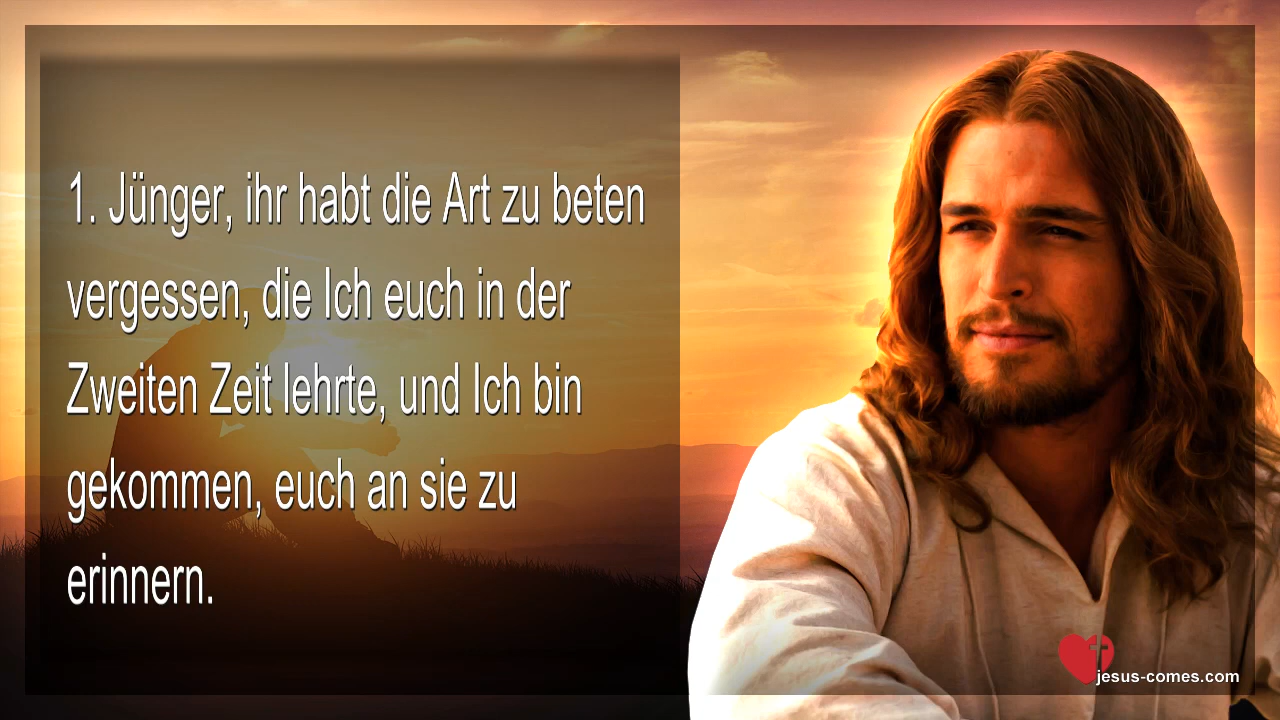 1. Jünger, ihr habt die Art zu beten
vergessen, die Ich euch in der
Zweiten Zeit lehrte, und Ich bin
gekommen, euch an sie zu
erinnern.
jesus-comes.com